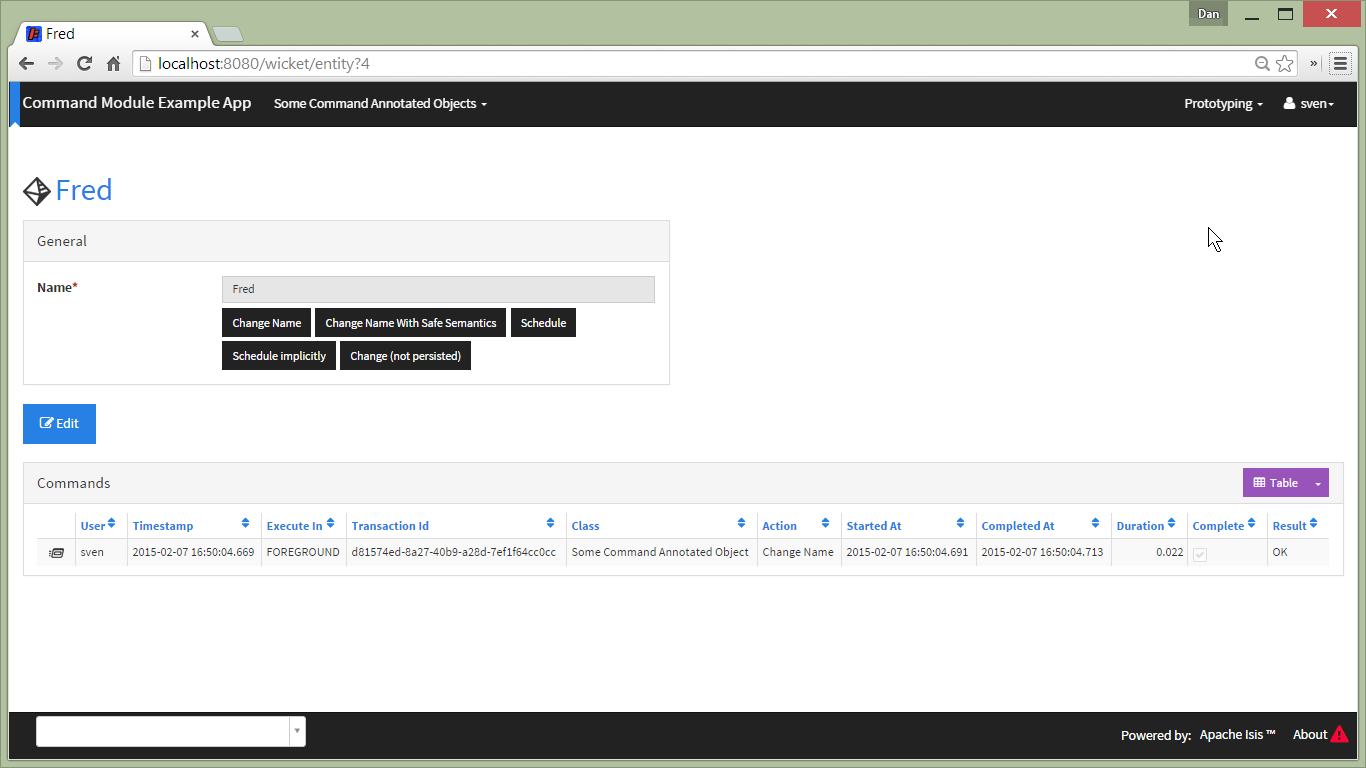 Dan
Fred
localhost:8080/wicket/entity?4
»
Command Module Example App Some Command Annotated Objects Prototyping sven
Fred
General
Name* Fred
Change Name Change Name With Safe Semantics Schedule
Schedule implicitly Change (not persisted)
Edit
Commands Table
User Timestamp Execute In Transaction Id Class Action Started At Completed At Duration Complete Result
sven 2015-02-07 16:50:04.669 FOREGROUND d81574ed-8a27-40b9-a28d-7ef1f64cc0cc Some Command Annotated Object Change Name 2015-02-07 16:50:04.691 2015-02-07 16:50:04.713 0.022 OK
Powered by: Apache Isis ™ About